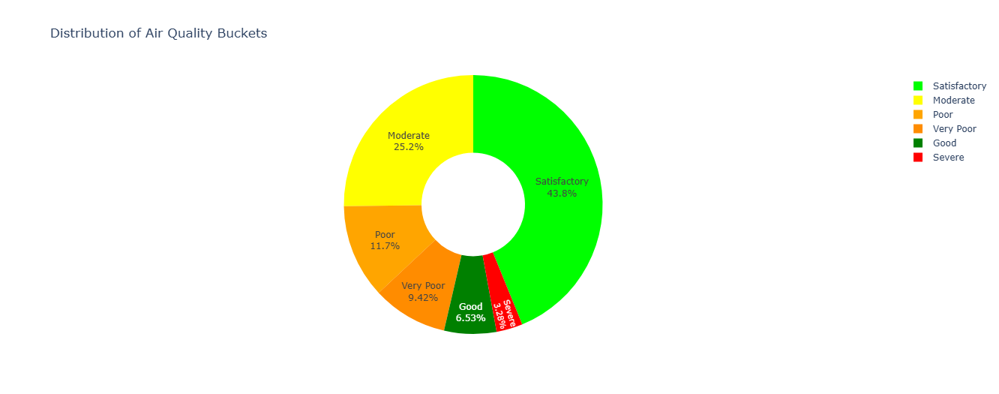 Distribution of Air Quality Buckets
Moderate
25.2%
Satisfactory
43.8%
Poor
11.7%
Very Poor
9.42%
Good
6.53%
Severe
3.28%
Satisfactory
Moderate
Poor
Very Poor
Good
Severe